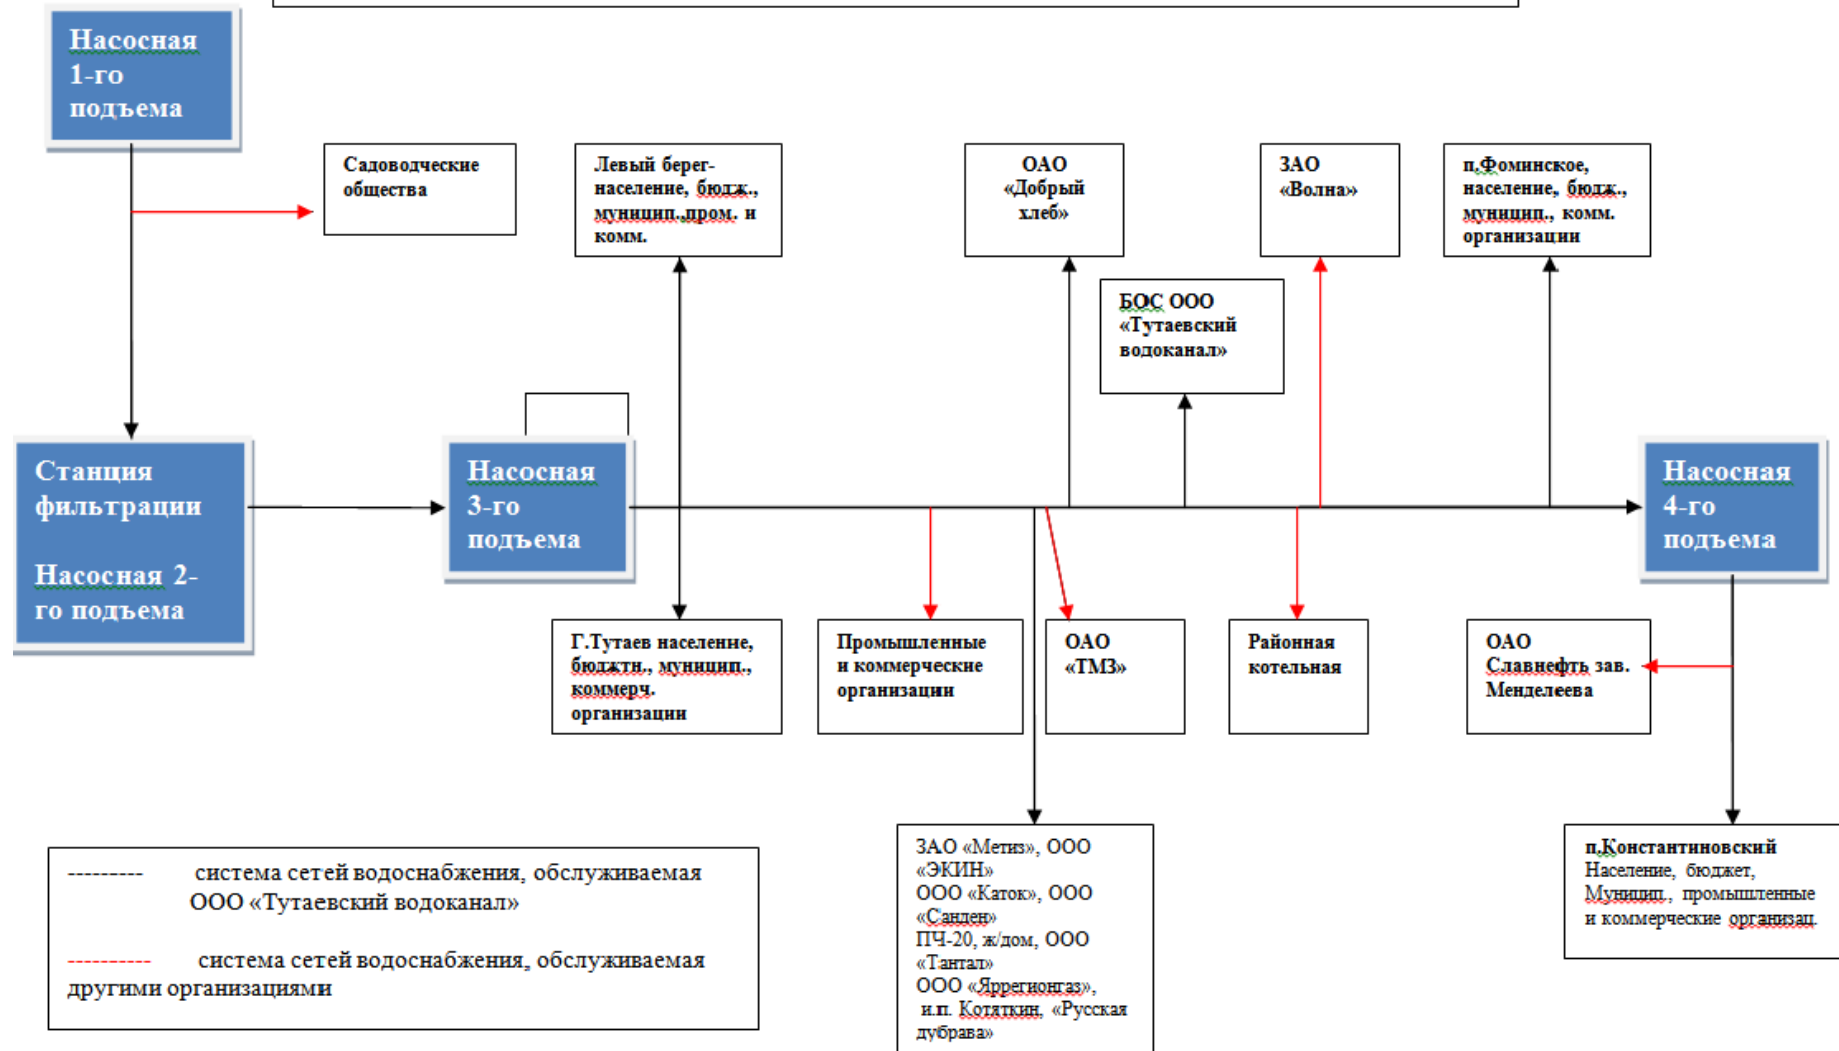 Насосная
1-го
подъема
Садоводческие
общества
Левый берег-
население, бюдж.,
муницип.,пром. и
комм.
ОАО
«Добрый
хлеб»
ЗАО
«Волна»
п.Фоминское,
население, бюдж.,
муницип., комм.
организации
БОС ООО
«Тутаевский
водоканал»
Станция
фильтрации
Насосная 2-
го подъема
Насосная
3-го
подъема
Насосная
4-го
подъема
Г.Тутаев население,
бюджтн., муницип.,
коммерч.
организации
Промышленные
и коммерческие
организации
ОАО
«ТМЗ»
Районная
котельная
ОАО
Славнефть зав.
Менделеева
ЗАО «Метиз», ООО
«ЭКИН»
ООО «Каток», ООО
«Санден»
ПЧ-20, ж/дом, ООО
«Тантал»
ООО «Яррегионгаз»,
и.п. Котяткин, «Русская
дубрава»
п.Константиновский
Население, бюджет,
Муницип., промышленные
и коммерческие организац.
--------- система сетей водоснабжения, обслуживаемая
ООО «Тутаевский водоканал»
---------- система сетей водоснабжения, обслуживаемая
другими организациями